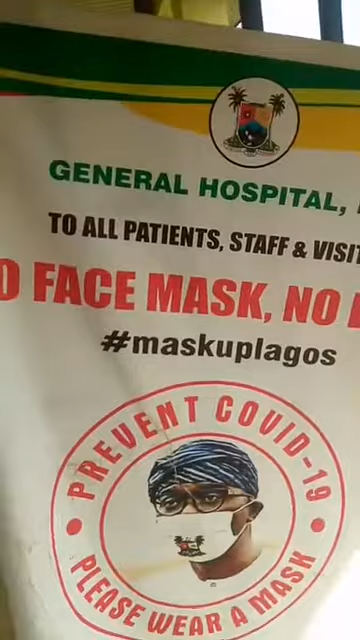 GENERAL HOSPITAL,
TO ALL PATIENTS, STAFF & VISIT
O FACE MASK, NO
#maskuplagos
PREVENT COVID-19
PLEASE WEAR A MASK